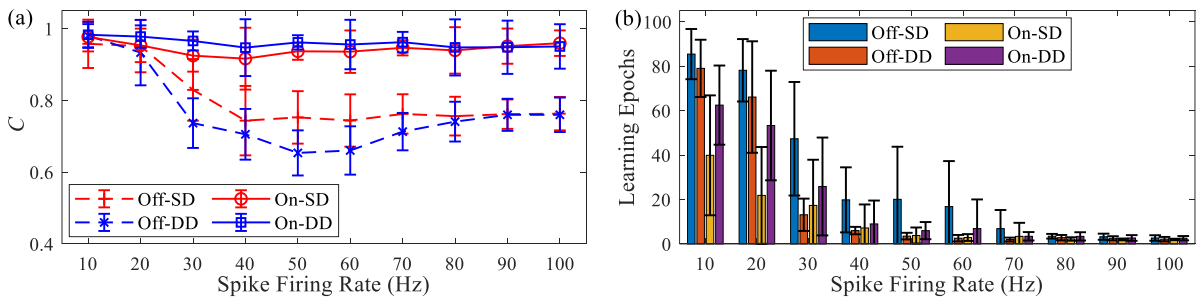 (a)
1
0.8
0.6
0.4
C
Off-SD
On-SD
Off-DD
On-DD
10 20 30 40 50 60 70 80 90 100
Spike Firing Rate (Hz)
(b)
100
80
60
40
20
0
Learning Epochs
Off-SD
On-SD
Off-DD
On-DD
10 20 30 40 50 60 70 80 90 100
Spike Firing Rate (Hz)